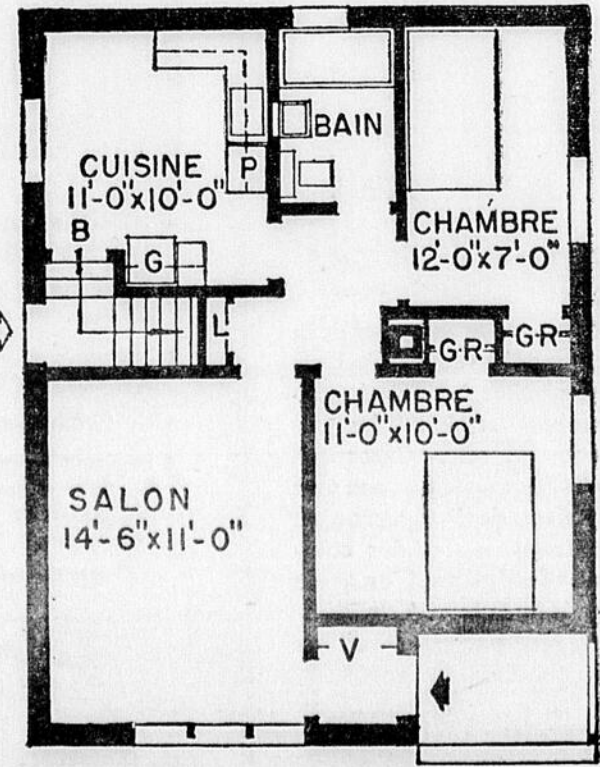 BAIN
CUISINE
11'-0"x10'-0"
P
B
G
CHAMBRE
12'-0"x7'-0"
L
G·R
G·R
CHAMBRE
11'-0"x10'-0"
SALON
14'-6"x11'-0"
V